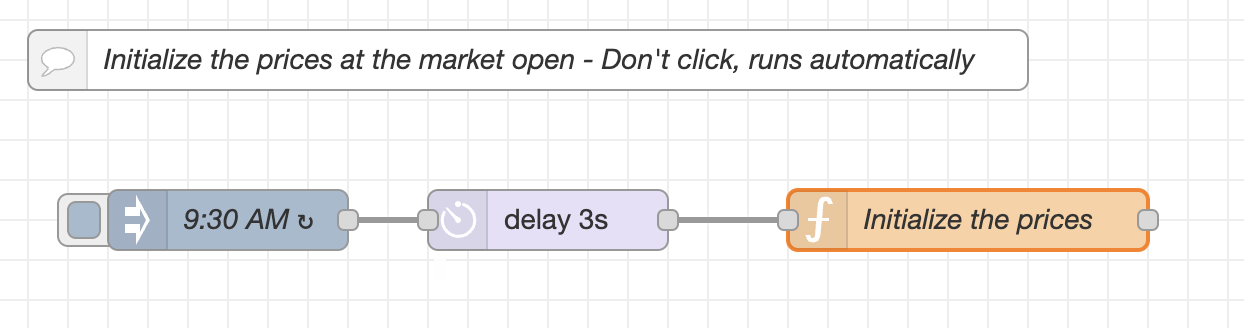 Initialize the prices at the market open - Don't click, runs automatically
9:30 AM ↻
delay 3s
Initialize the prices